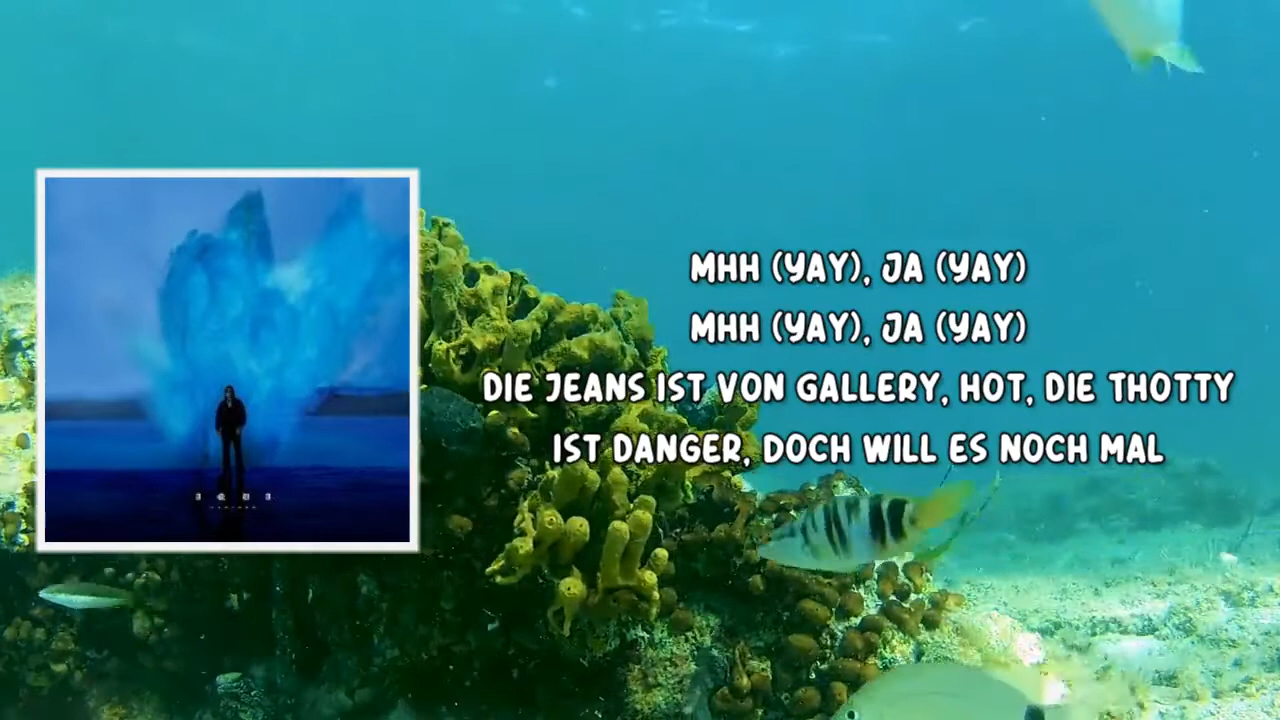 MHH (YAY), JA (YAY)
MHH (YAY), JA (YAY)
DIE JEANS IST VON GALLERY, HOT, DIE THOTTY
IST DANGER, DOCH WILL ES NOCH MAL